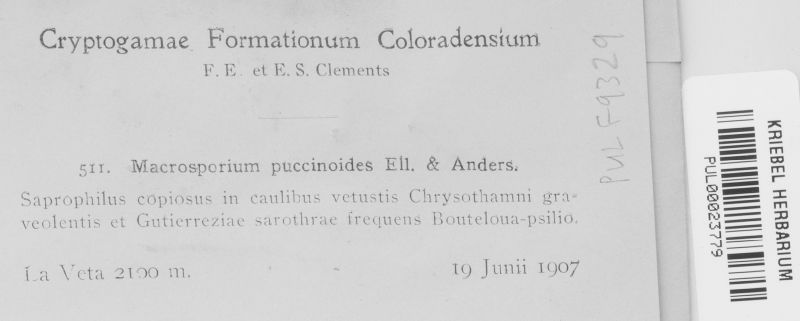 Cryptogamae Formationum Coloradensium
F. E. et E. S. Clements
511. Macrosporium puccinoides Ell. & Anders.
Saprophilus copiosus in caulibus vetustis Chrysothamni gra-
veolentis et Gutierreziae sarothrae frequens Bouteloua-psilio.
La Veta 2100 m.
19 Junii 1907
PUL F9329
KRIEBEL HERBARIUM
PUL00023779